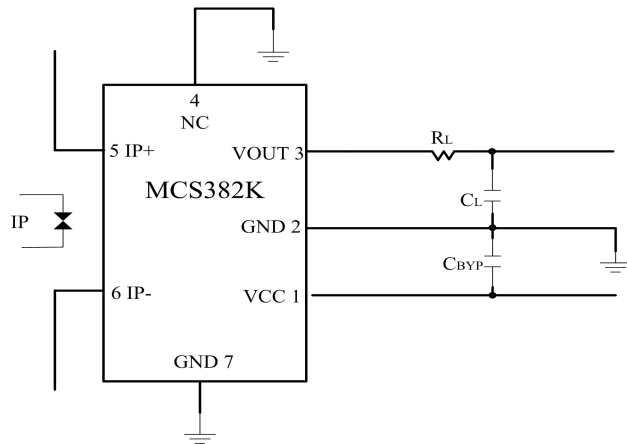 4
NC
5 IP+
VOUT 3
RL
MCS382K
IP
CL
GND 2
CBYP
6 IP-
VCC 1
GND 7